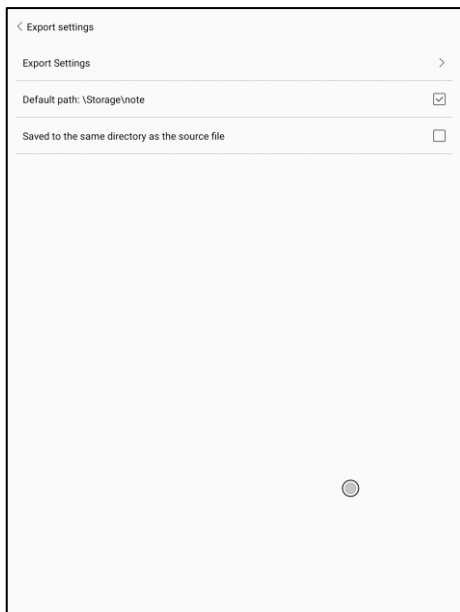 Export settings
Export Settings
Default path: \Storage\note
Saved to the same directory as the source file